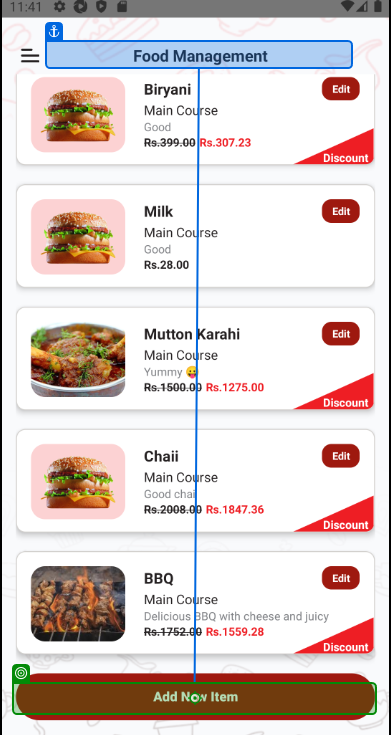 11:41
Food Management
Biryani
Edit
Main Course
Good
Rs.399.00 Rs.307.23
Discount
Milk
Edit
Main Course
Good
Rs.28.00
Mutton Karahi
Edit
Main Course
Yummy 😜
Rs.1500.00 Rs.1275.00
Discount
Chaii
Edit
Main Course
Good chai
Rs.2008.00 Rs.1847.36
Discount
BBQ
Edit
Main Course
Delicious BBQ with cheese and juicy
Rs.1752.00 Rs.1559.28
Discount
Add New Item